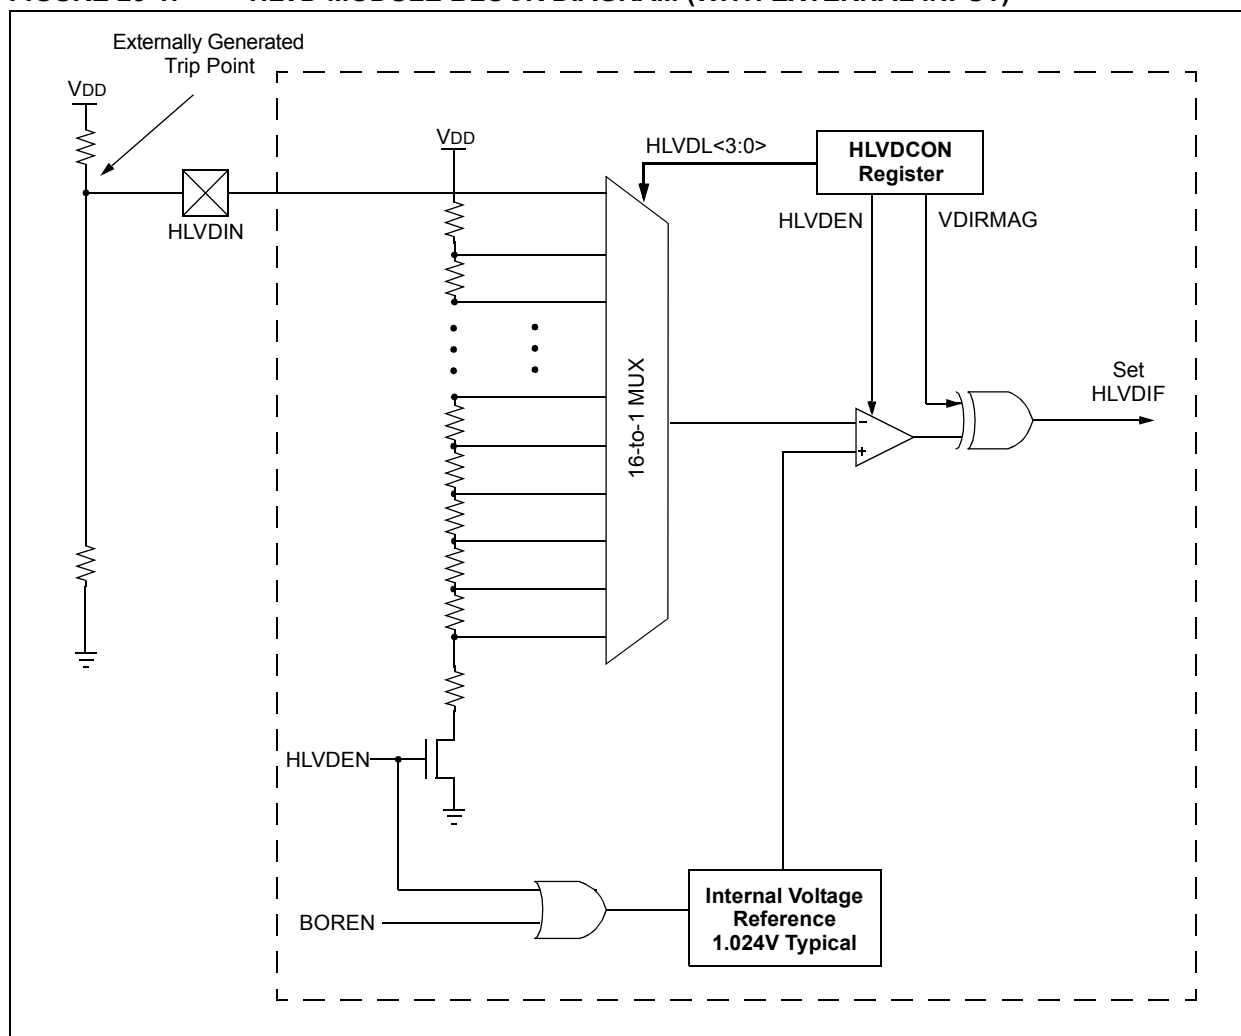 Externally Generated
Trip Point
VDD
HLVDIN
VDD
HLVDL<3:0>
HLVDCON
Register
HLVDEN
VDIRMAG
16-to-1 MUX
–
+
Set
HLVDIF
HLVDEN
BOREN
Internal Voltage
Reference
1.024V Typical